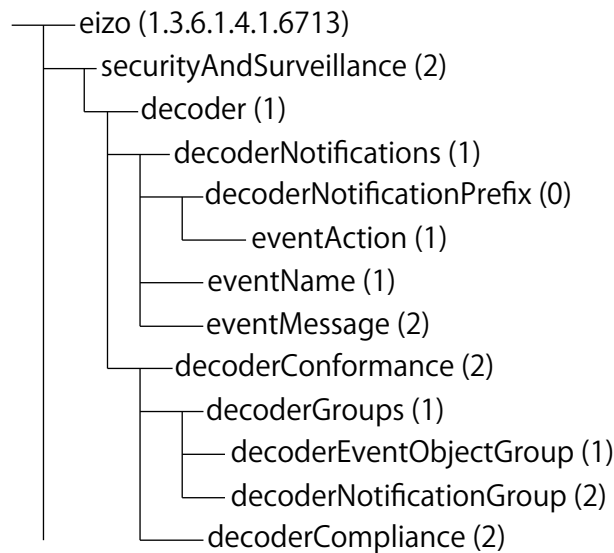 eizo (1.3.6.1.4.1.6713)
securityAndSurveillance (2)
decoder (1)
decoderNotifications (1)
decoderNotificationPrefix (0)
eventAction (1)
eventName (1)
eventMessage (2)
decoderConformance (2)
decoderGroups (1)
decoderEventObjectGroup (1)
decoderNotificationGroup (2)
decoderCompliance (2)